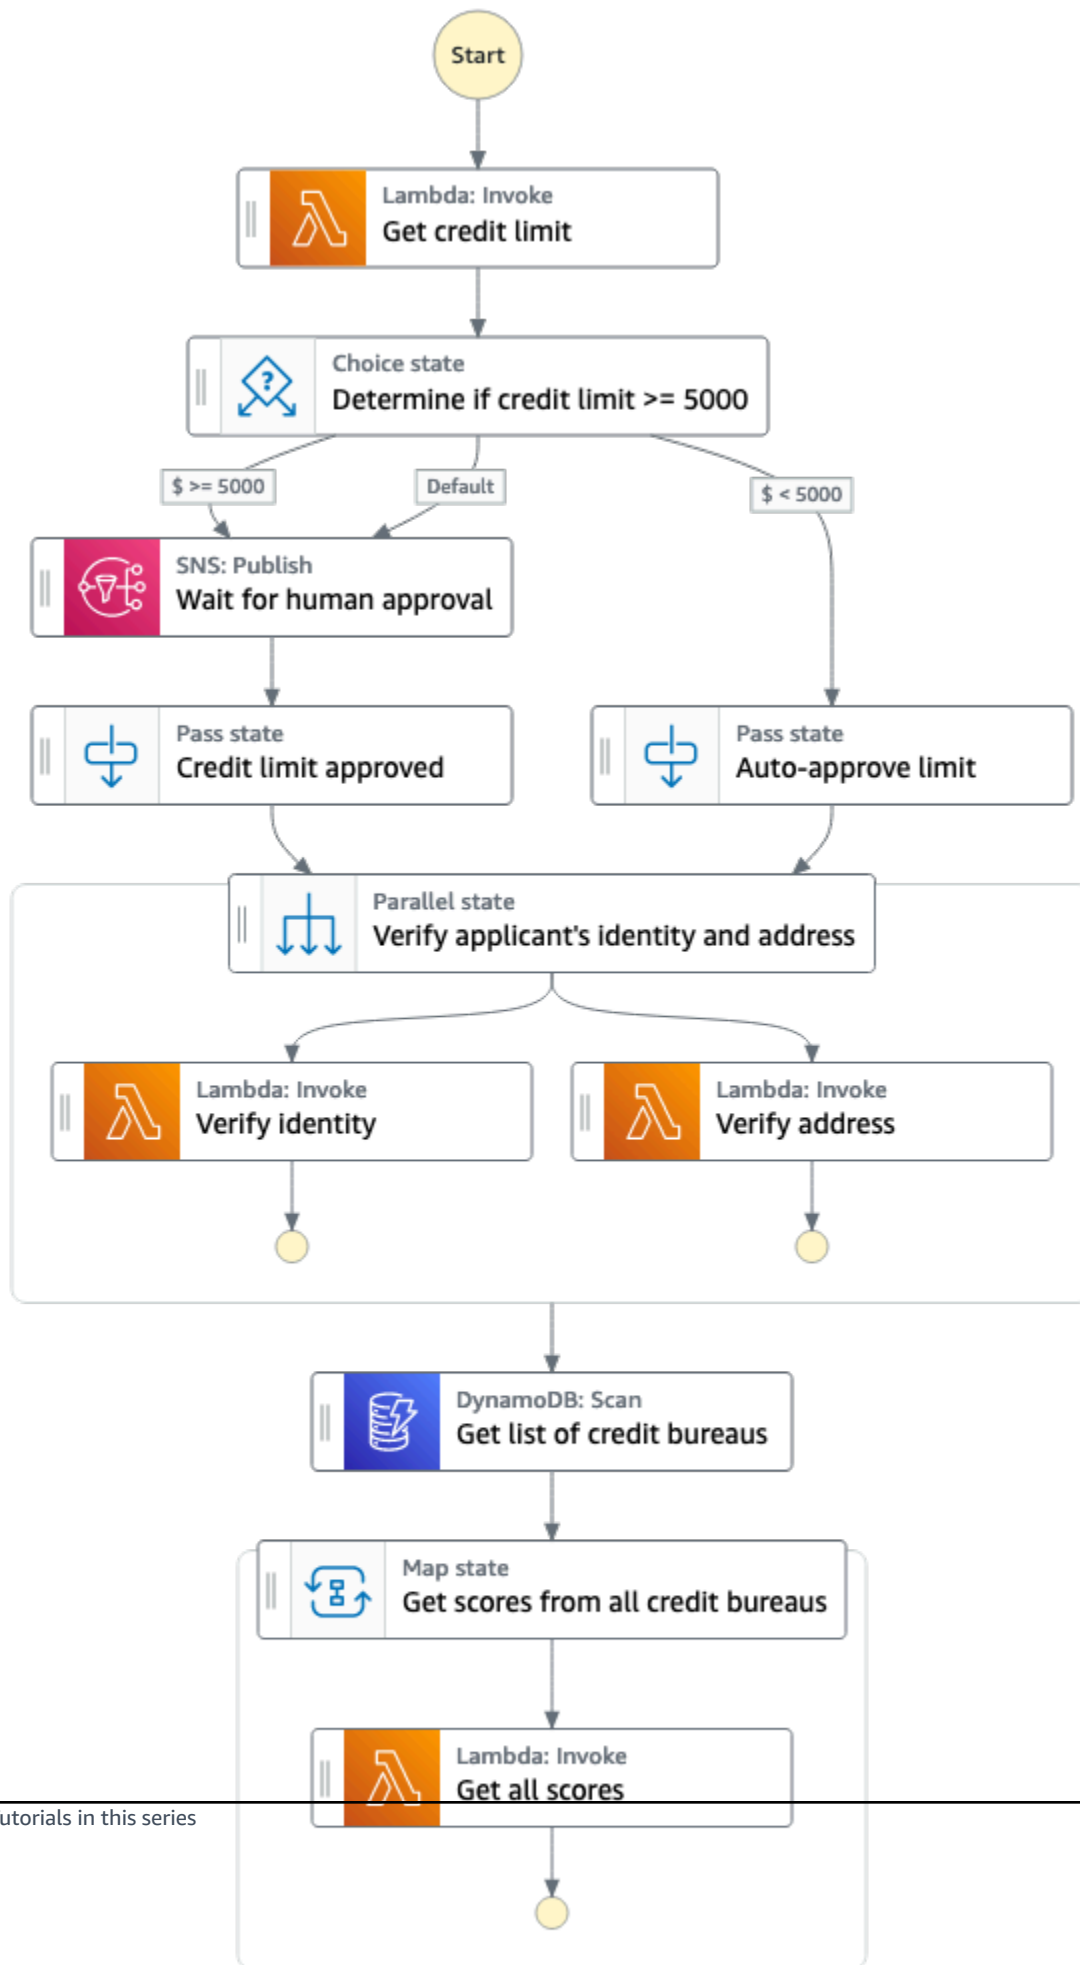 Start
Lambda: Invoke
Get credit limit
Choice state
Determine if credit limit >= 5000
$ >= 5000
Default
$ < 5000
SNS: Publish
Wait for human approval
Pass state
Credit limit approved
Pass state
Auto-approve limit
Parallel state
Verify applicant's identity and address
Lambda: Invoke
Verify identity
Lambda: Invoke
Verify address
DynamoDB: Scan
Get list of credit bureaus
Map state
Get scores from all credit bureaus
Lambda: Invoke
Get all scores
utorials in this series